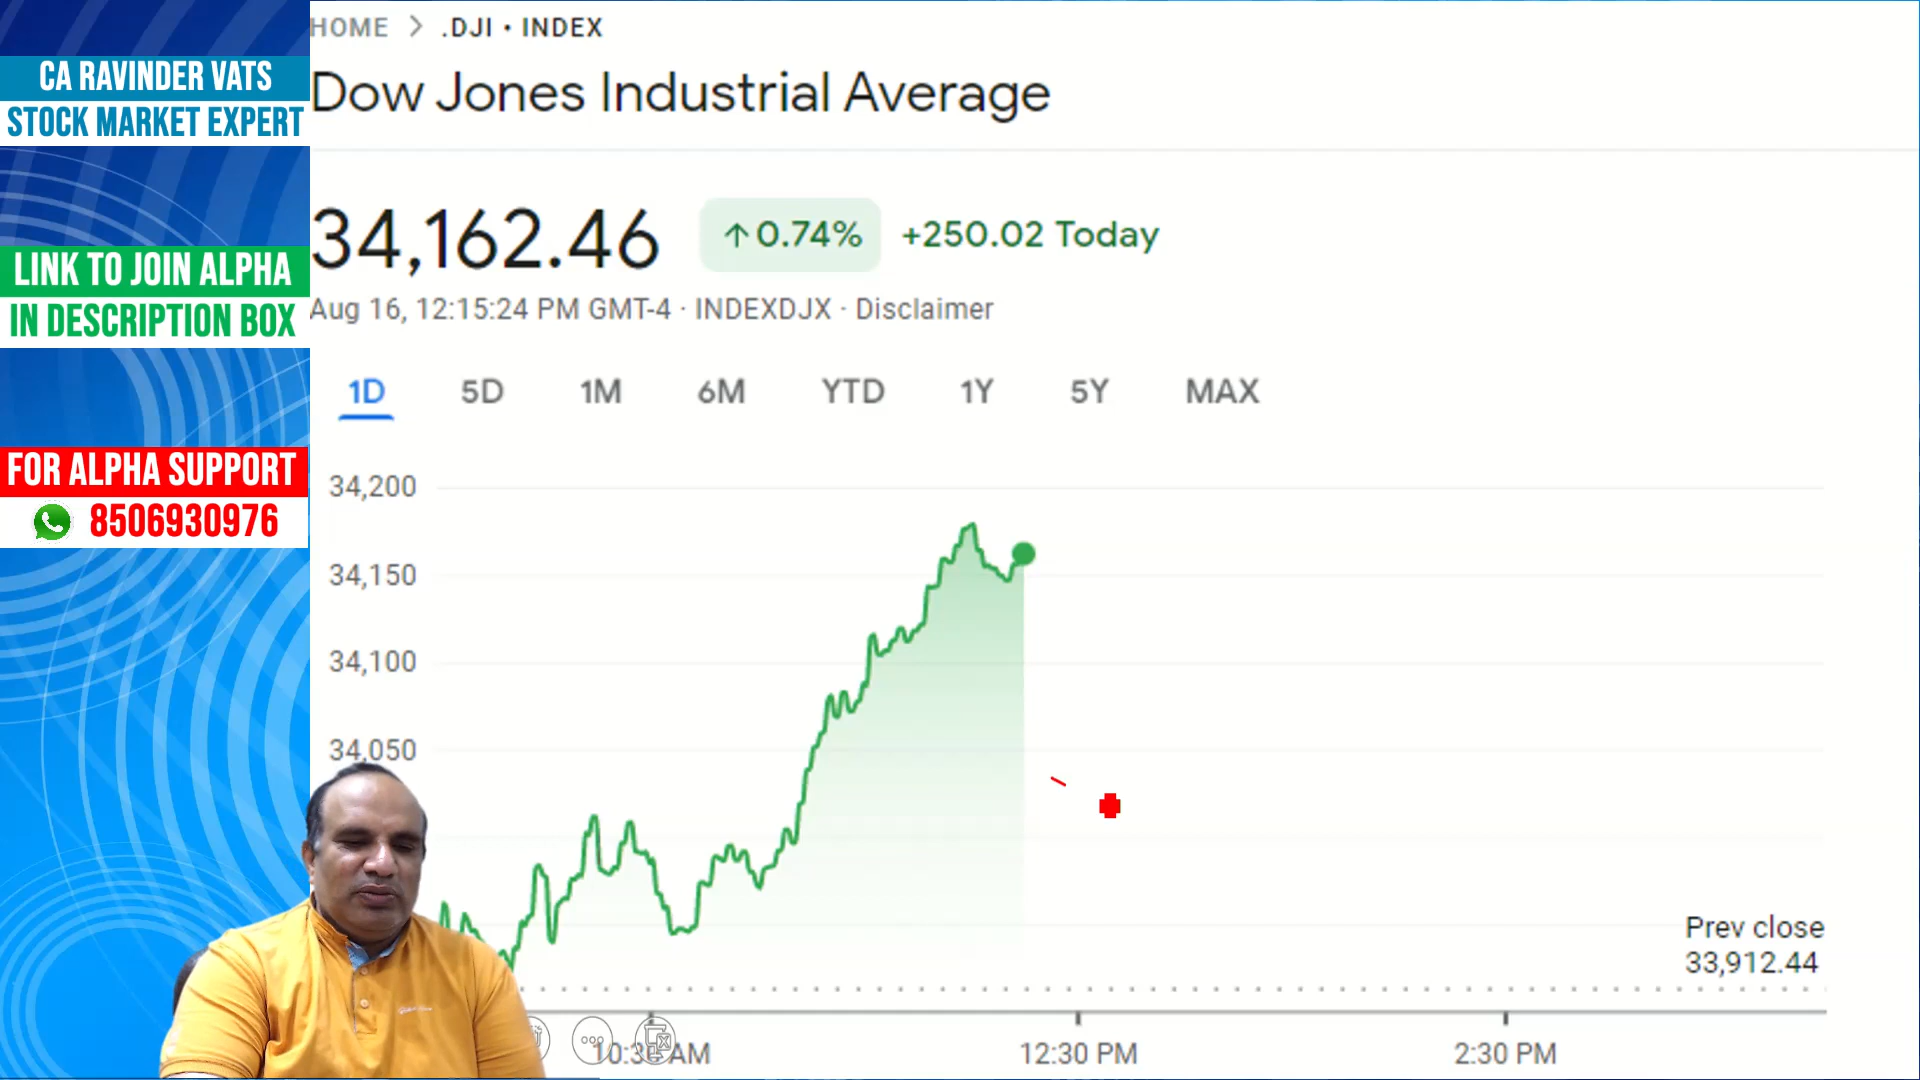 HOME > .DJI • INDEX
CA RAVINDER VATS
STOCK MARKET EXPERT
Dow Jones Industrial Average
34,162.46 ↑0.74% +250.02 Today
LINK TO JOIN ALPHA
IN DESCRIPTION BOX
Aug 16, 12:15:24 PM GMT-4 · INDEXDJX · Disclaimer
1D 5D 1M 6M YTD 1Y 5Y MAX
FOR ALPHA SUPPORT
8506930976
34,200
34,150
34,100
34,050
Prev close
33,912.44
10:30 AM 12:30 PM 2:30 PM